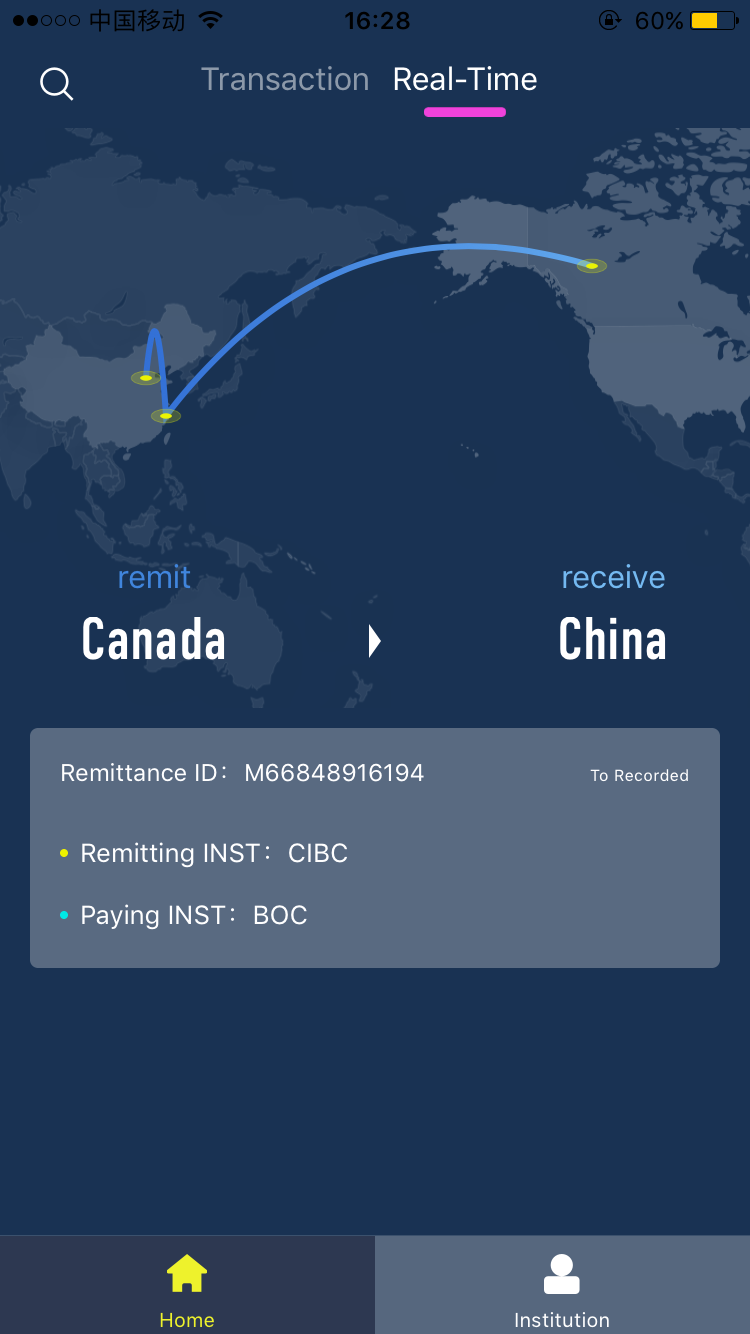 中国移动 16:28 60%
Transaction Real-Time
remit receive
Canada China
Remittance ID： M66848916194 To Recorded
Remitting INST： CIBC
Paying INST： BOC
Home Institution